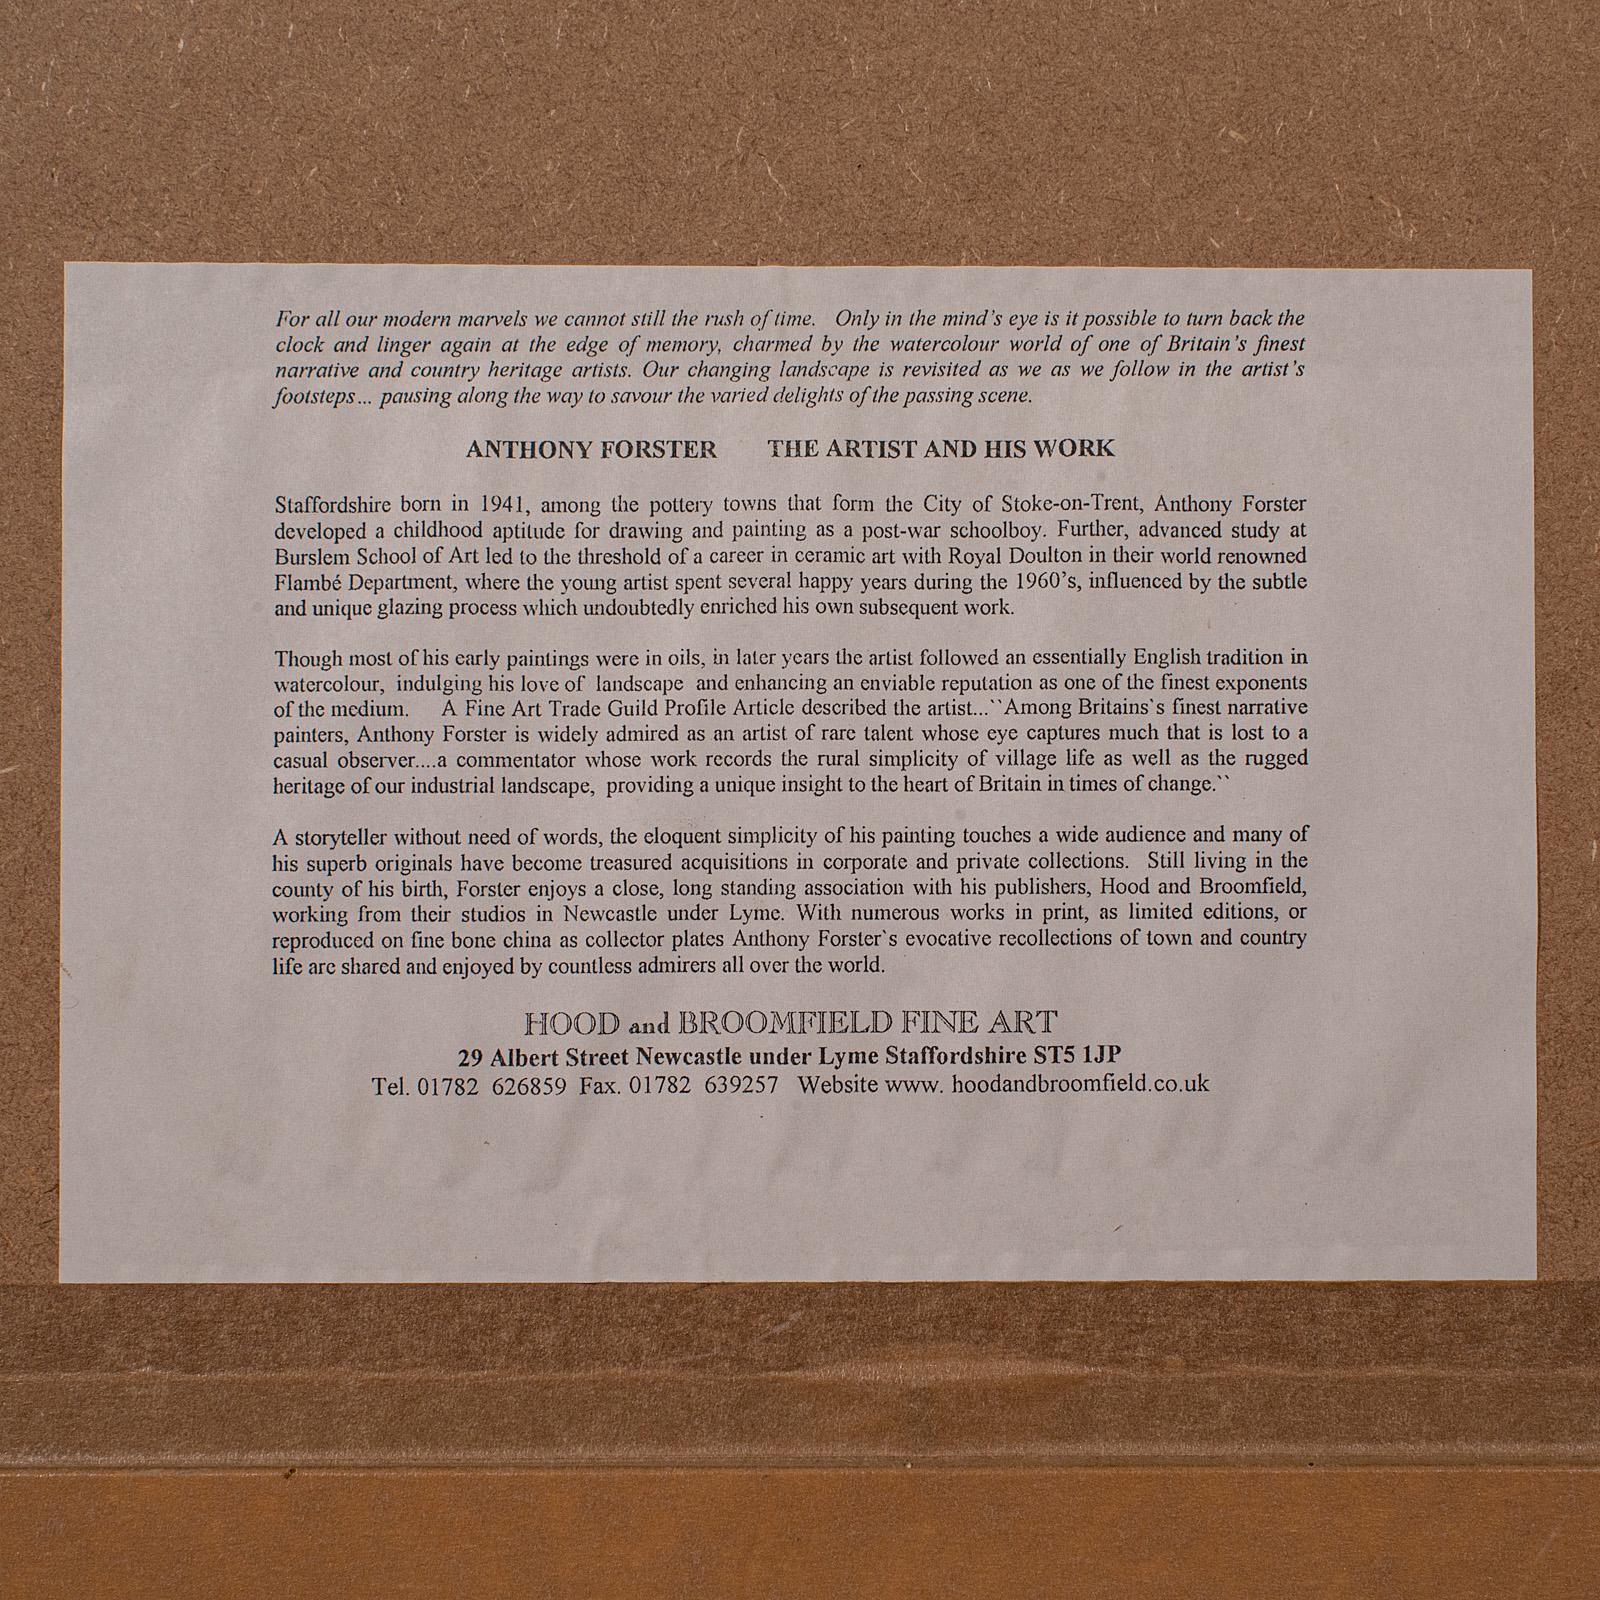 For all our modern marvels we cannot still the rush of time. Only in the mind's eye is it possible to turn back the
clock and linger again at the edge of memory, charmed by the watercolour world of one of Britain's finest
narrative and country heritage artists. Our changing landscape is revisited as we as we follow in the artist's
footsteps... pausing along the way to savour the varied delights of the passing scene.
ANTHONY FORSTER THE ARTIST AND HIS WORK
Staffordshire born in 1941, among the pottery towns that form the City of Stoke-on-Trent, Anthony Forster
developed a childhood aptitude for drawing and painting as a post-war schoolboy. Further, advanced study at
Burslem School of Art led to the threshold of a career in ceramic art with Royal Doulton in their world renowned
Flambé Department, where the young artist spent several happy years during the 1960's, influenced by the subtle
and unique glazing process which undoubtedly enriched his own subsequent work.
Though most of his early paintings were in oils, in later years the artist followed an essentially English tradition in
watercolour, indulging his love of landscape and enhancing an enviable reputation as one of the finest exponents
of the medium. A Fine Art Trade Guild Profile Article described the artist...``Among Britains`s finest narrative
painters, Anthony Forster is widely admired as an artist of rare talent whose eye captures much that is lost to a
casual observer....a commentator whose work records the rural simplicity of village life as well as the rugged
heritage of our industrial landscape, providing a unique insight to the heart of Britain in times of change.``
A storyteller without need of words, the eloquent simplicity of his painting touches a wide audience and many of
his superb originals have become treasured acquisitions in corporate and private collections. Still living in the
county of his birth, Forster enjoys a close, long standing association with his publishers, Hood and Broomfield,
working from their studios in Newcastle under Lyme. With numerous works in print, as limited editions, or
reproduced on fine bone china as collector plates Anthony Forster`s evocative recollections of town and country
life are shared and enjoyed by countless admirers all over the world.
HOOD and BROOMFIELD FINE ART
29 Albert Street Newcastle under Lyme Staffordshire ST5 1JP
Tel. 01782 626859 Fax. 01782 639257 Website www. hoodandbroomfield.co.uk